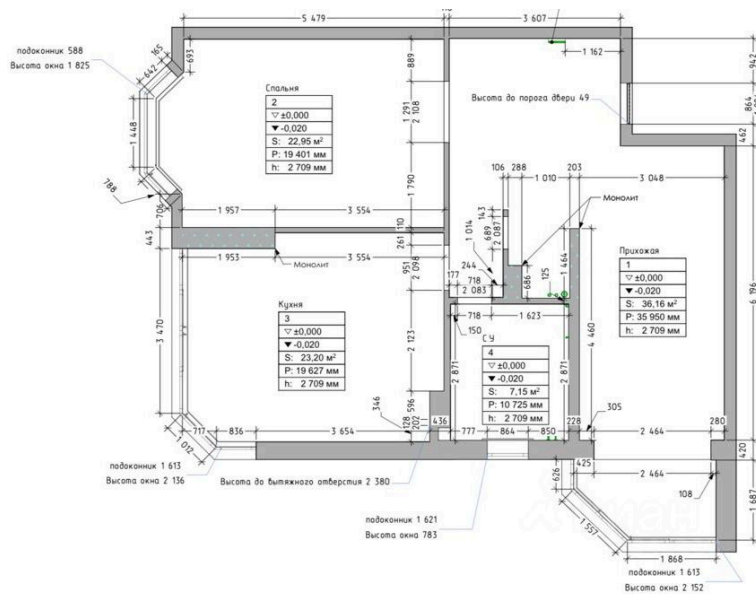 5 479
3 607
1 162
942
подоконник 588
Высота окна 1 825
165
642
693
889
864
1 448
1 291
2 108
Высота до порога двери 49
Спальня
2
▽ ±0,000
▼ -0,020
S: 22,95 м²
P: 19 401 мм
h: 2 709 мм
462
788
706
1 790
106
288
1 010
203
3 048
1 957
3 554
143
689
2 087
Монолит
443
110
261
1 014
1 953
3 554
Монолит
951
2 098
244
177
718
2 083
686
125
1 464
Прихожая
1
▽ ±0,000
▼ -0,020
S: 36,16 м²
P: 35 950 мм
h: 2 709 мм
6 196
Кухня
3
▽ ±0,000
▼ -0,020
S: 23,20 м²
P: 19 627 мм
h: 2 709 мм
718
1 623
150
3 470
2 123
2 871
СУ
4
▽ ±0,000
▼ -0,020
S: 7,15 м²
P: 10 725 мм
h: 2 709 мм
2 871
4 460
346
596
128
202
436
305
717
836
3 654
777
864
850
228
2 464
280
1 012
420
подоконник 1 613
Высота окна 2 136
Высота до вытяжного отверстия 2 380
626
425
2 464
108
1 687
подоконник 1 621
Высота окна 783
1 557
циан
1 868
подоконник 1 613
Высота окна 2 152